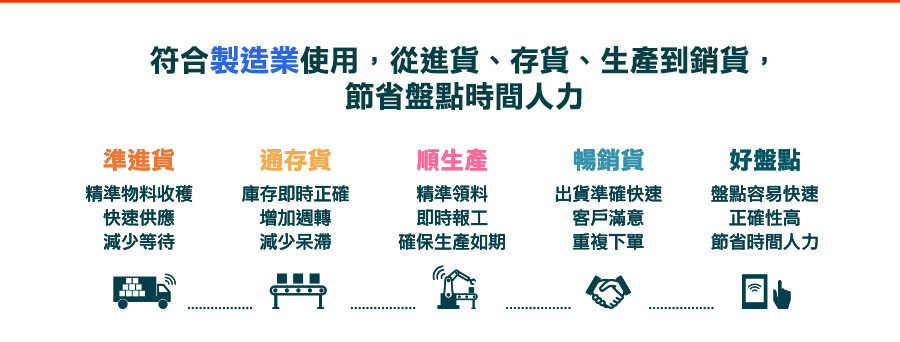 符合製造業使用，從進貨、存貨、生產到銷貨，
節省盤點時間人力
準進貨
精準物料收穫
快速供應
減少等待
通存貨
庫存即時正確
增加週轉
減少呆滯
順生產
精準領料
即時報工
確保生產如期
暢銷貨
出貨準確快速
客戶滿意
重複下單
好盤點
盤點容易快速
正確性高
節省時間人力